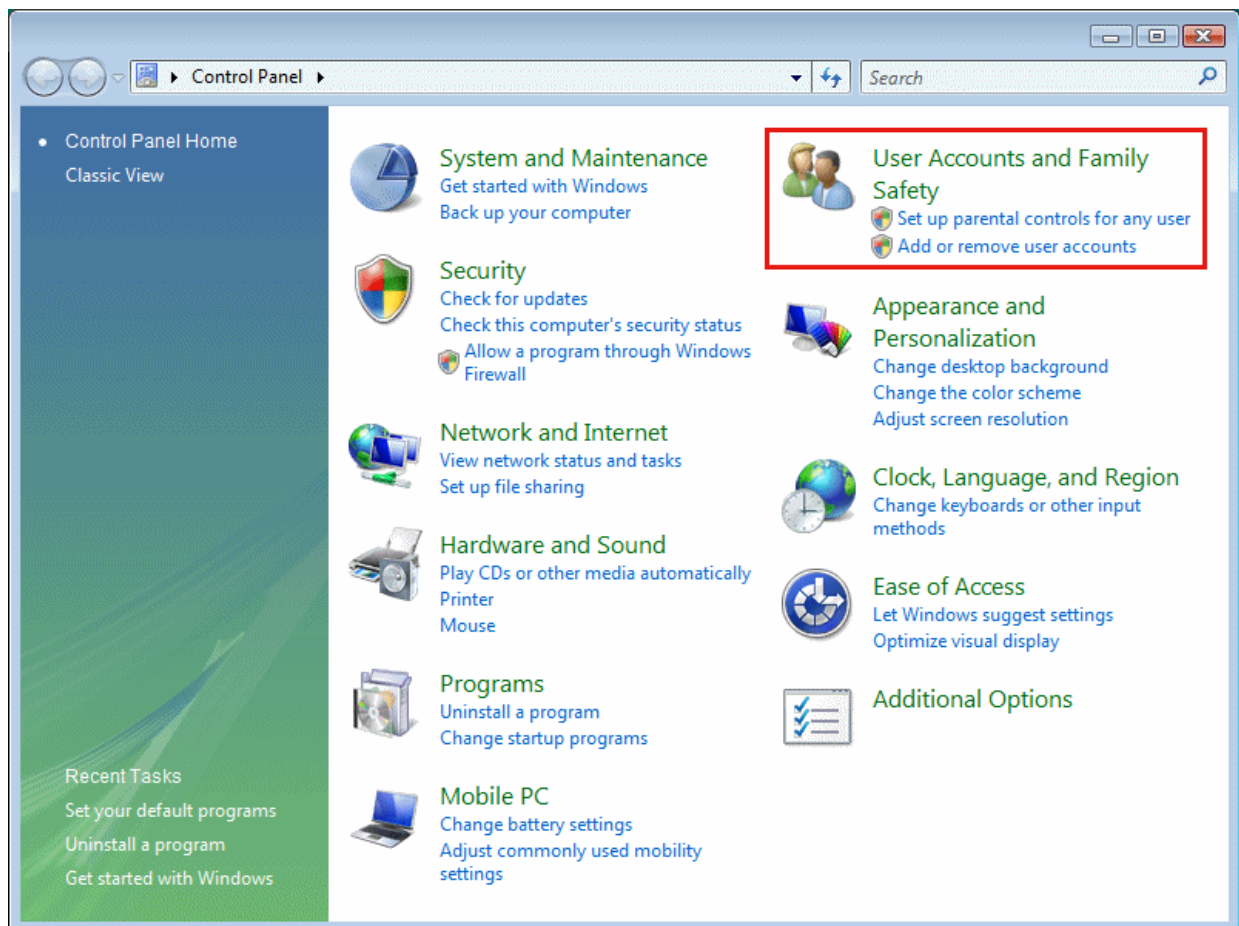 Control Panel
Search
Control Panel Home
Classic View
Recent Tasks
Set your default programs
Uninstall a program
Get started with Windows
System and Maintenance
Get started with Windows
Back up your computer
Security
Check for updates
Check this computer's security status
Allow a program through Windows
Firewall
Network and Internet
View network status and tasks
Set up file sharing
Hardware and Sound
Play CDs or other media automatically
Printer
Mouse
Programs
Uninstall a program
Change startup programs
Mobile PC
Change battery settings
Adjust commonly used mobility
settings
User Accounts and Family
Safety
Set up parental controls for any user
Add or remove user accounts
Appearance and
Personalization
Change desktop background
Change the color scheme
Adjust screen resolution
Clock, Language, and Region
Change keyboards or other input
methods
Ease of Access
Let Windows suggest settings
Optimize visual display
Additional Options